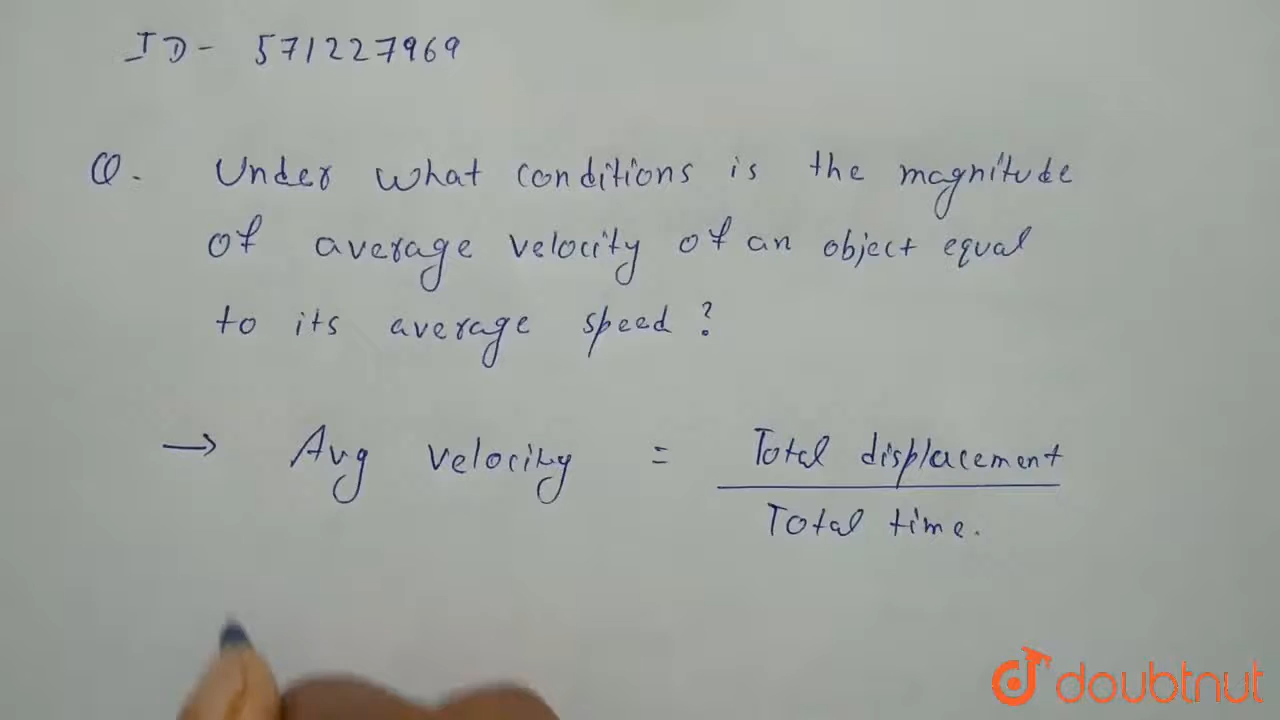 ID- 571227969
Q. Under what conditions is the magnitude
of average velocity of an object equal
to its average speed?
→ Avg velocity = Total displacement
Total time.
doubtnut